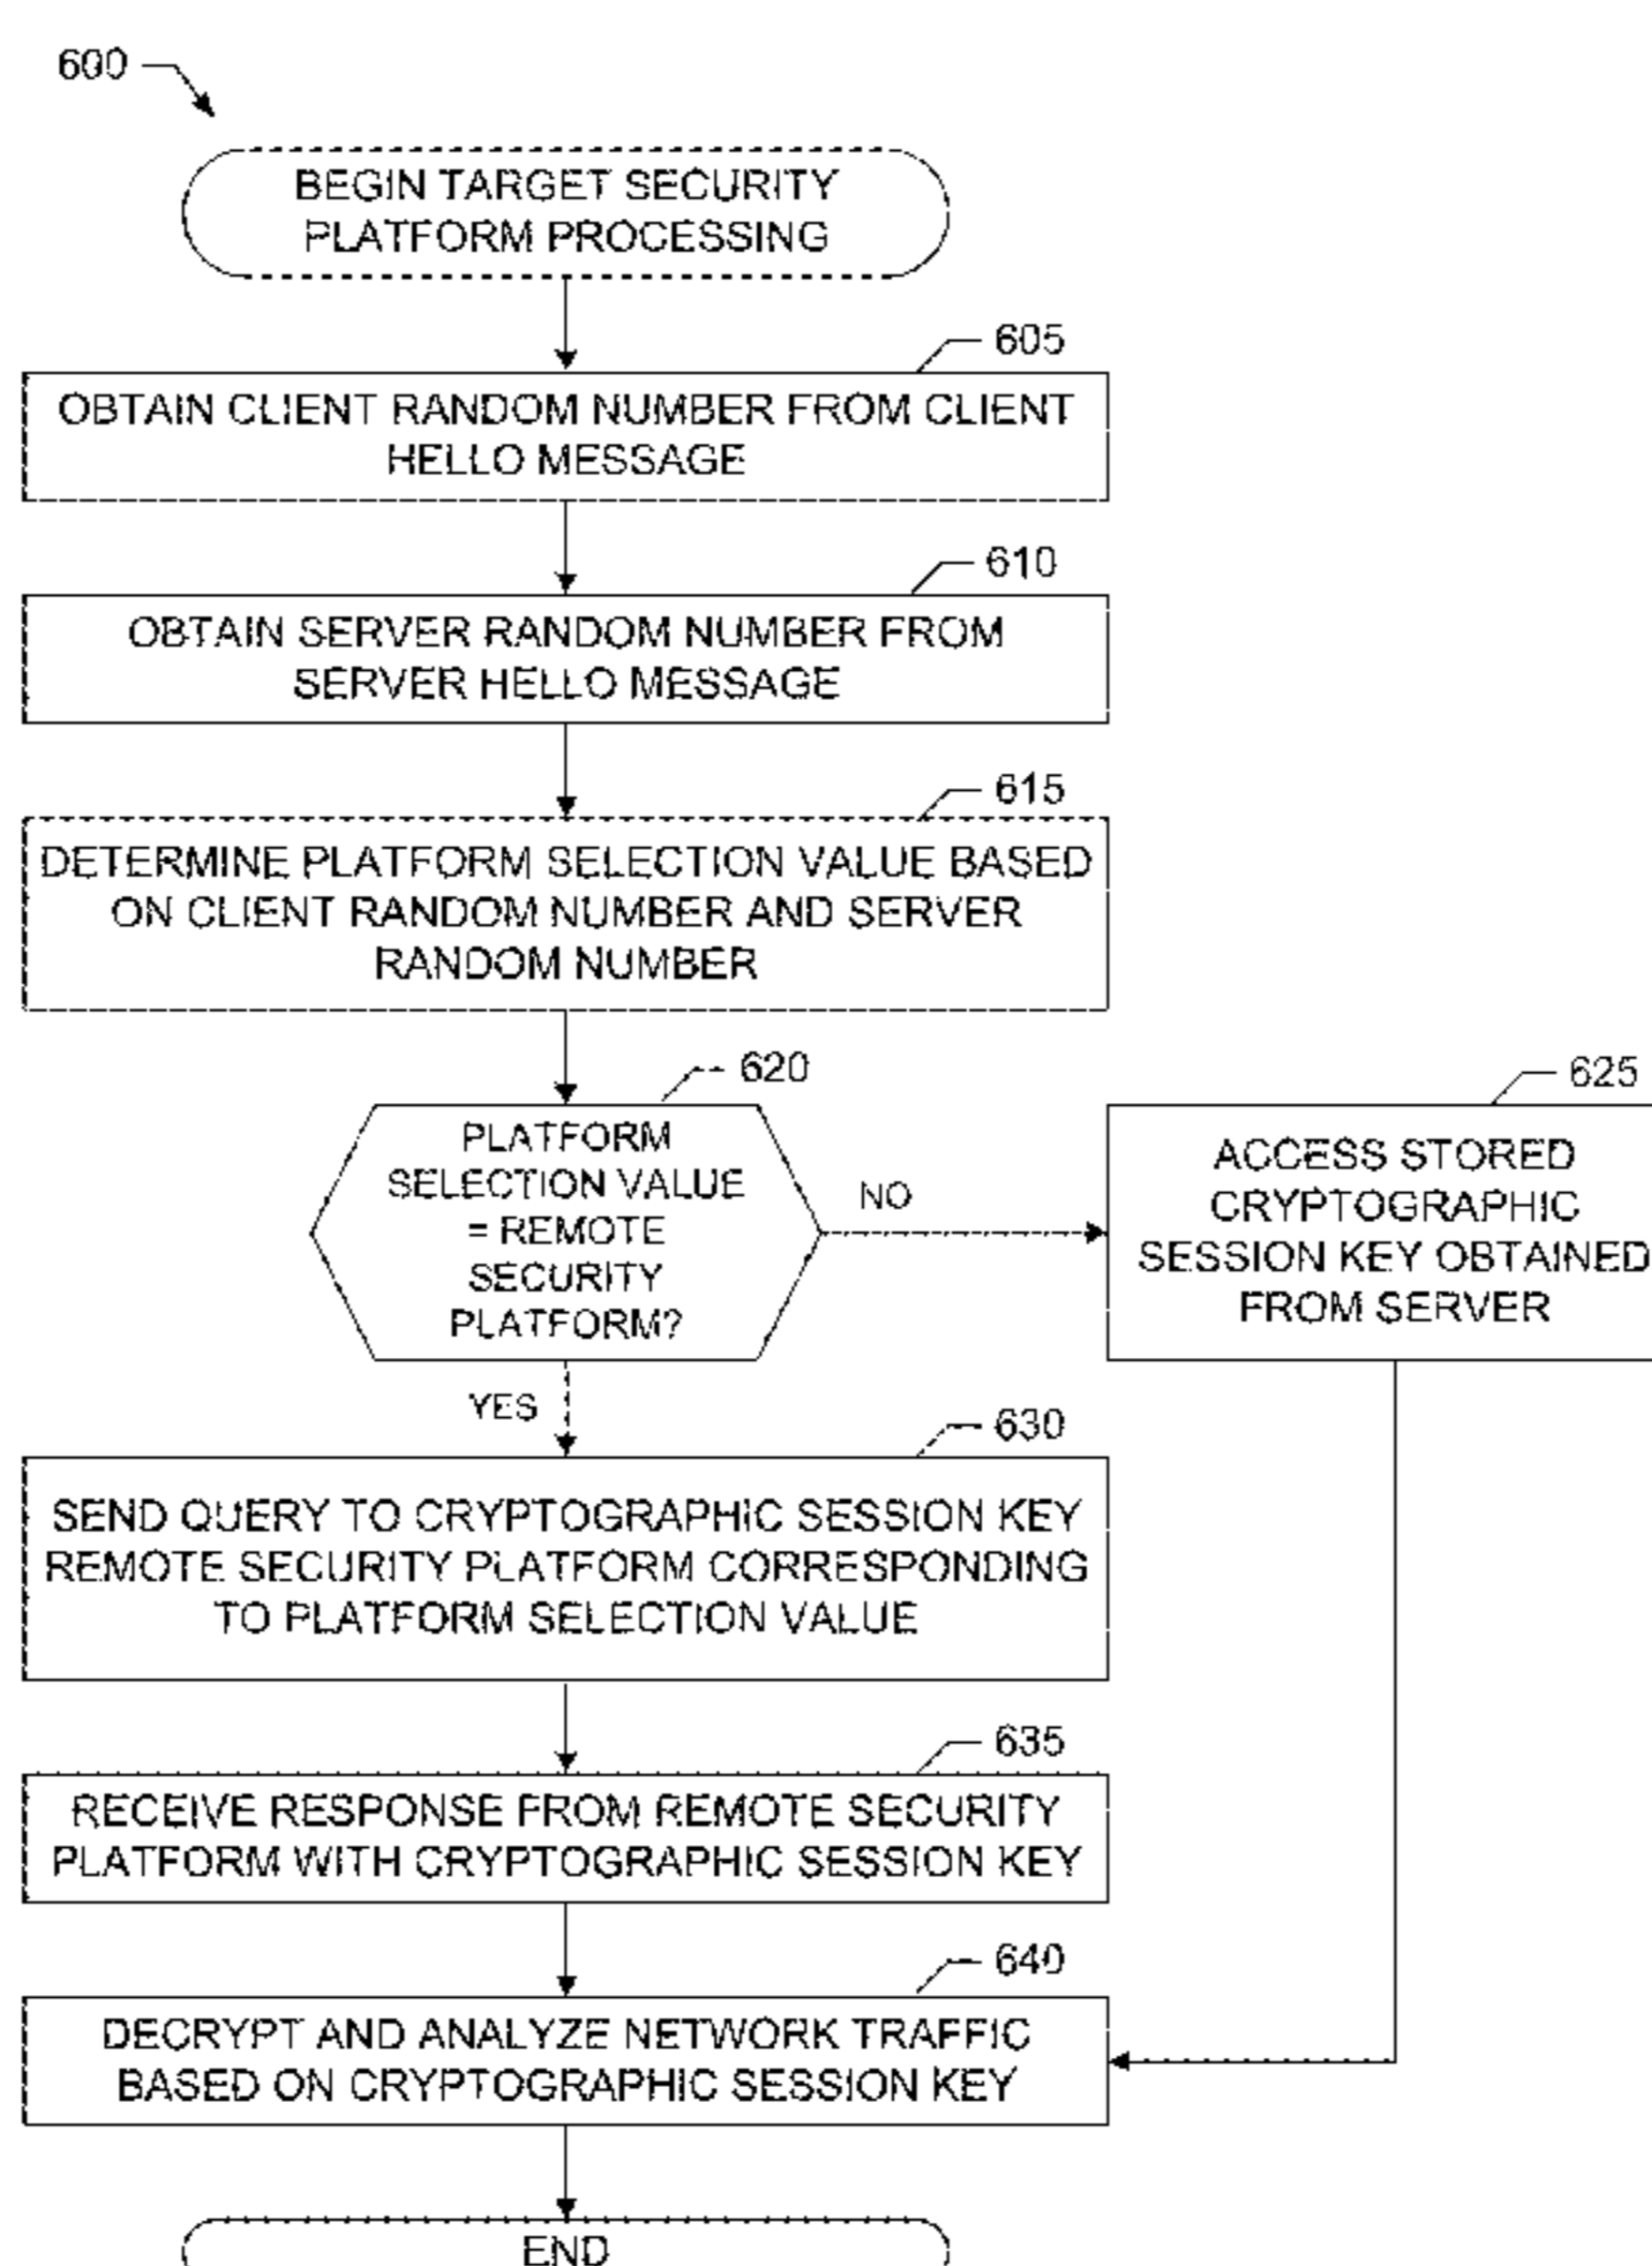 600
BEGIN TARGET SECURITY
PLATFORM PROCESSING
605
OBTAIN CLIENT RANDOM NUMBER FROM CLIENT
HELLO MESSAGE
610
OBTAIN SERVER RANDOM NUMBER FROM
SERVER HELLO MESSAGE
615
DETERMINE PLATFORM SELECTION VALUE BASED
ON CLIENT RANDOM NUMBER AND SERVER
RANDOM NUMBER
620
PLATFORM
SELECTION VALUE
= REMOTE
SECURITY
PLATFORM?
NO
625
ACCESS STORED
CRYPTOGRAPHIC
SESSION KEY OBTAINED
FROM SERVER
YES
630
SEND QUERY TO CRYPTOGRAPHIC SESSION KEY
REMOTE SECURITY PLATFORM CORRESPONDING
TO PLATFORM SELECTION VALUE
635
RECEIVE RESPONSE FROM REMOTE SECURITY
PLATFORM WITH CRYPTOGRAPHIC SESSION KEY
640
DECRYPT AND ANALYZE NETWORK TRAFFIC
BASED ON CRYPTOGRAPHIC SESSION KEY
END